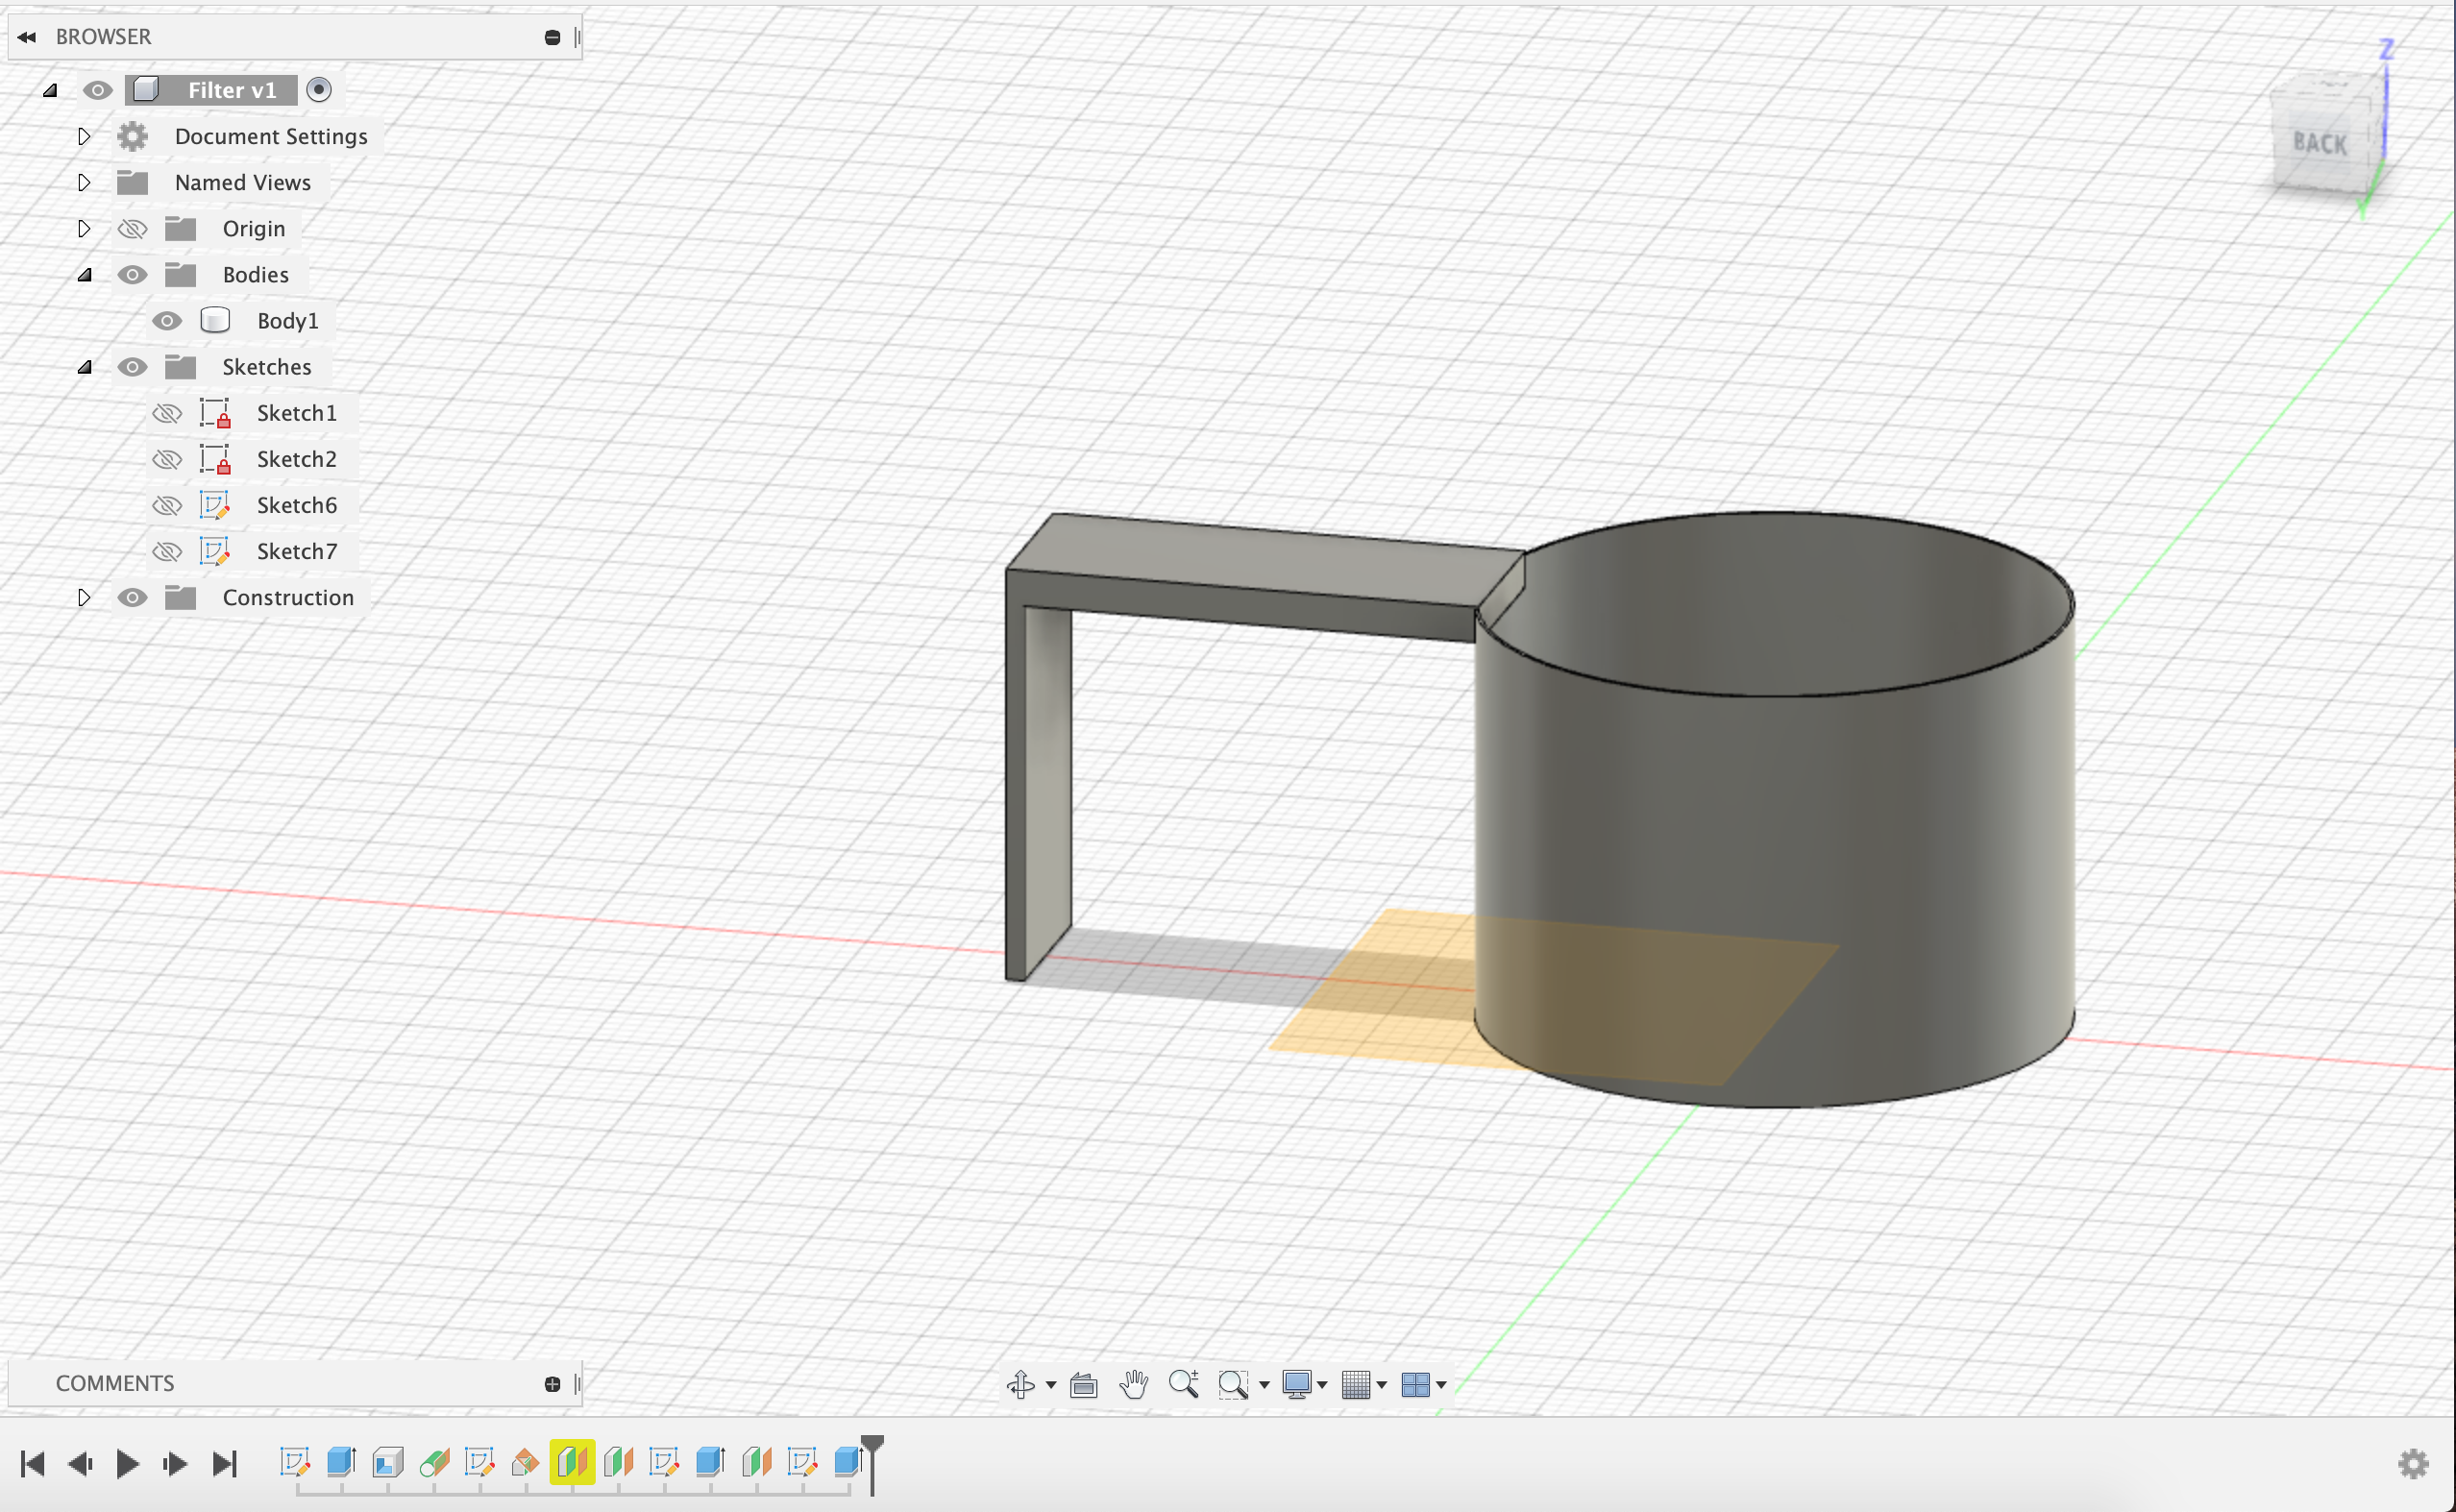 BROWSER
Filter v1
Document Settings
Named Views
Origin
Bodies
Body1
Sketches
Sketch1
Sketch2
Sketch6
Sketch7
Construction
Z
BACK
Y
COMMENTS